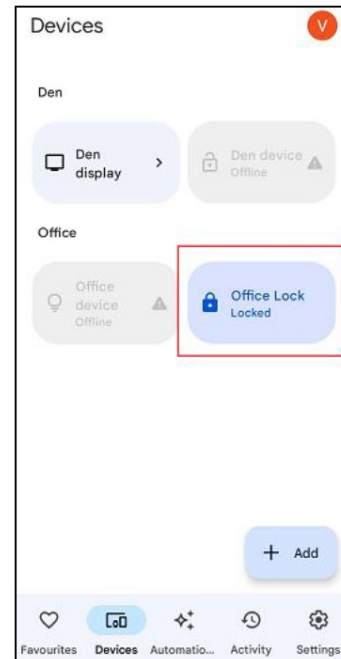 Devices
V
Den
Den
display
Den device
Offline
Office
Office
device
Offline
Office Lock
Locked
+ Add
Favourites Devices Automatio... Activity Settings